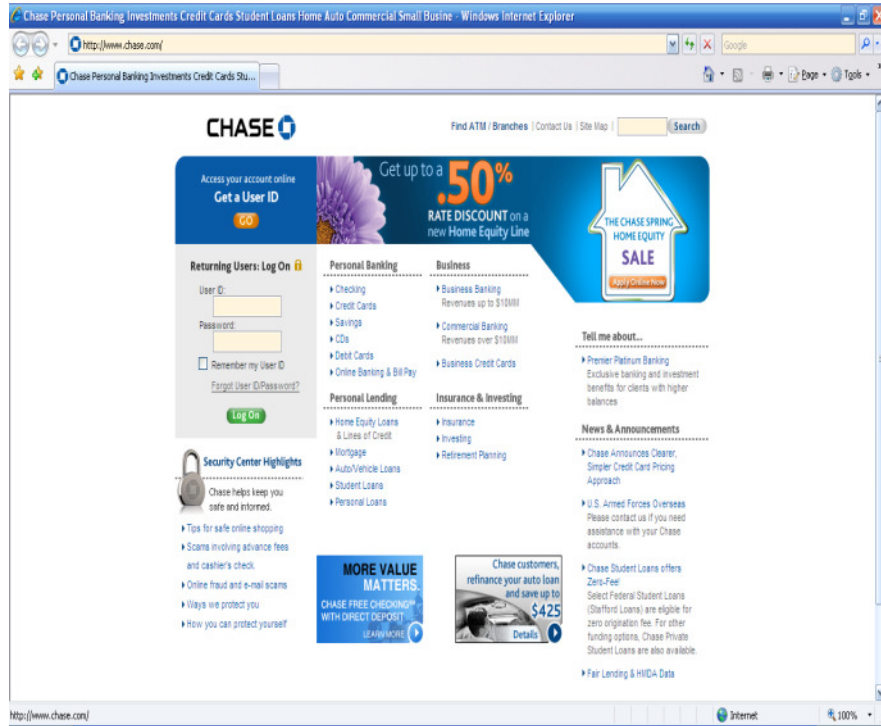 Chase Personal Banking Investments Credit Cards Student Loans Home Auto Commercial Small Busine - Windows Internet Explorer
http://www.chase.com/
Google
Chase Personal Banking Investments Credit Cards Stu...
Page
Tools
CHASE
Find ATM / Branches | Contact Us | Site Map |
Search
Access your account online
Get a User ID
GO
Get up to a .50%
RATE DISCOUNT on a
new Home Equity Line
THE CHASE SPRING
HOME EQUITY
SALE
Apply Online Now
Returning Users: Log On
User ID:
Password:
Remember my User ID
Forgot User ID/Password?
Log On
Security Center Highlights
Chase helps keep you
safe and informed.
Tips for safe online shopping
Scams involving advance fees
and cashier's check
Online fraud and e-mail scams
Ways we protect you
How you can protect yourself
Personal Banking
Checking
Credit Cards
Savings
CDs
Debit Cards
Online Banking & Bill Pay
Personal Lending
Home Equity Loans
& Lines of Credit
Mortgage
Auto/Vehicle Loans
Student Loans
Personal Loans
Business
Business Banking
Revenues up to $10MM
Commercial Banking
Revenues over $10MM
Business Credit Cards
Insurance & Investing
Insurance
Investing
Retirement Planning
Tell me about...
Premier Platinum Banking
Exclusive banking and investment
benefits for clients with higher
balances
News & Announcements
Chase Announces Clearer,
Simpler Credit Card Pricing
Approach
U.S. Armed Forces Overseas
Please contact us if you need
assistance with your Chase
accounts.
Chase Student Loans offers
Zero-Fee!
Select Federal Student Loans
(Stafford Loans) are eligible for
zero origination fee. For other
funding options, Chase Private
Student Loans are also available.
Fair Lending & HMDA Data
MORE VALUE
MATTERS.
CHASE FREE CHECKING℠
WITH DIRECT DEPOSIT
LEARN MORE
Chase customers,
refinance your auto loan
and save up to
$425
Details
http://www.chase.com/
Internet
100%